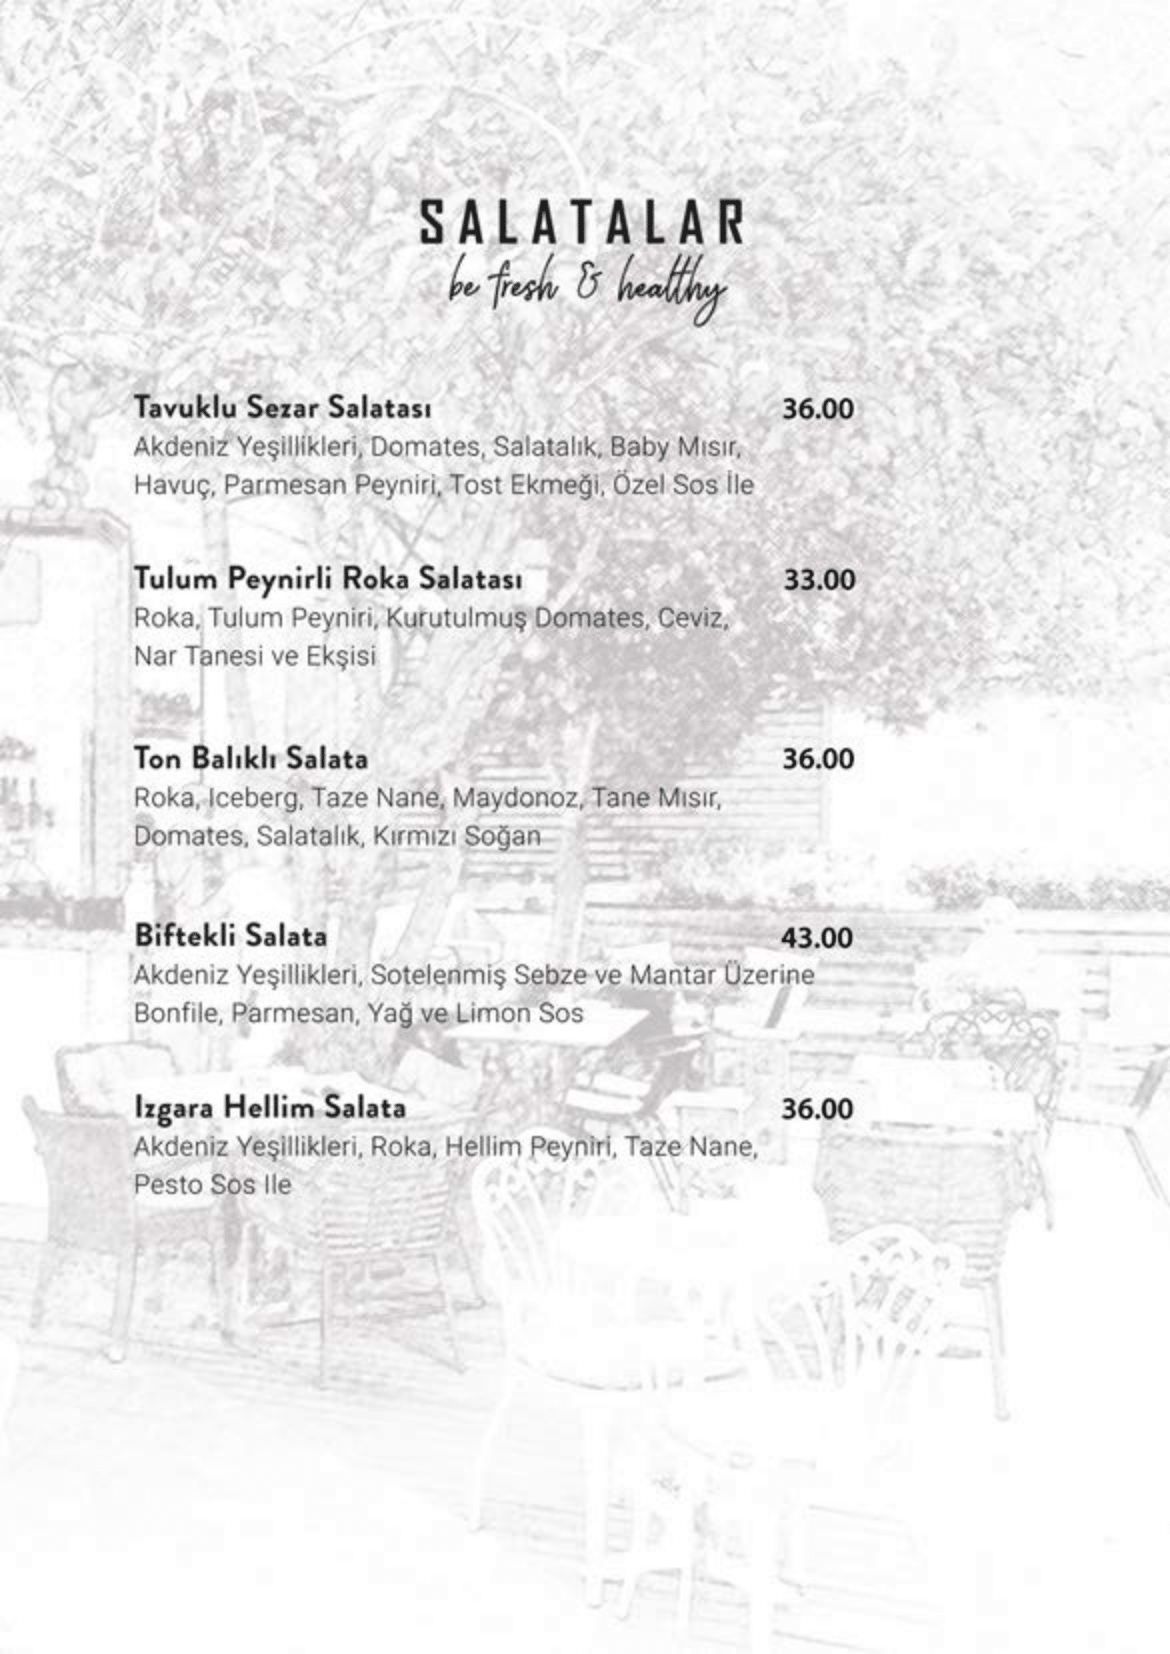 SALATALAR
be fresh & healthy
Tavuklu Sezar Salatası 36.00
Akdeniz Yeşillikleri, Domates, Salatalık, Baby Mısır,
Havuç, Parmesan Peyniri, Tost Ekmeği, Özel Sos İle
Tulum Peynirli Roka Salatası 33.00
Roka, Tulum Peyniri, Kurutulmuş Domates, Ceviz,
Nar Tanesi ve Ekşisi
Ton Balıklı Salata 36.00
Roka, Iceberg, Taze Nane, Maydonoz, Tane Mısır,
Domates, Salatalık, Kırmızı Soğan
Biftekli Salata 43.00
Akdeniz Yeşillikleri, Sotelenmiş Sebze ve Mantar Üzerine
Bonfile, Parmesan, Yağ ve Limon Sos
Izgara Hellim Salata 36.00
Akdeniz Yeşillikleri, Roka, Hellim Peyniri, Taze Nane,
Pesto Sos Ile